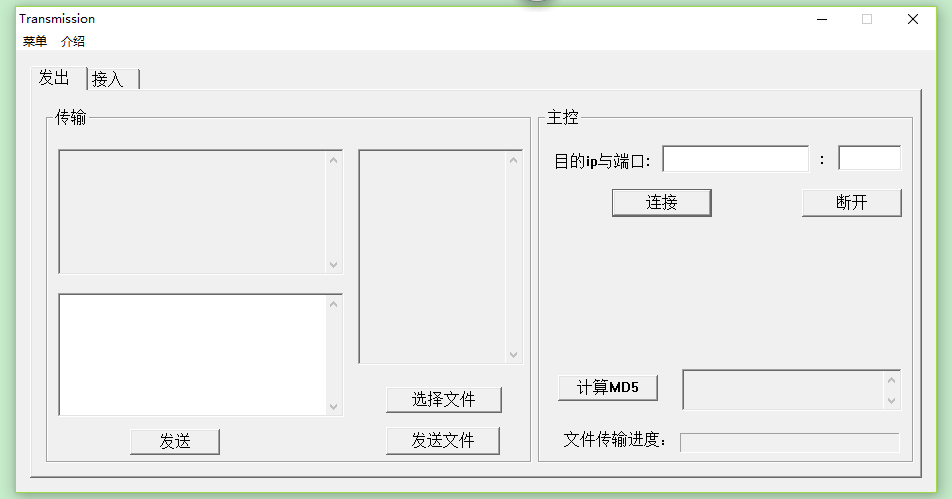 Transmission
菜单 介绍
发出 接入
传输
发送
选择文件
发送文件
主控
目的ip与端口: :
连接 断开
计算MD5
文件传输进度：